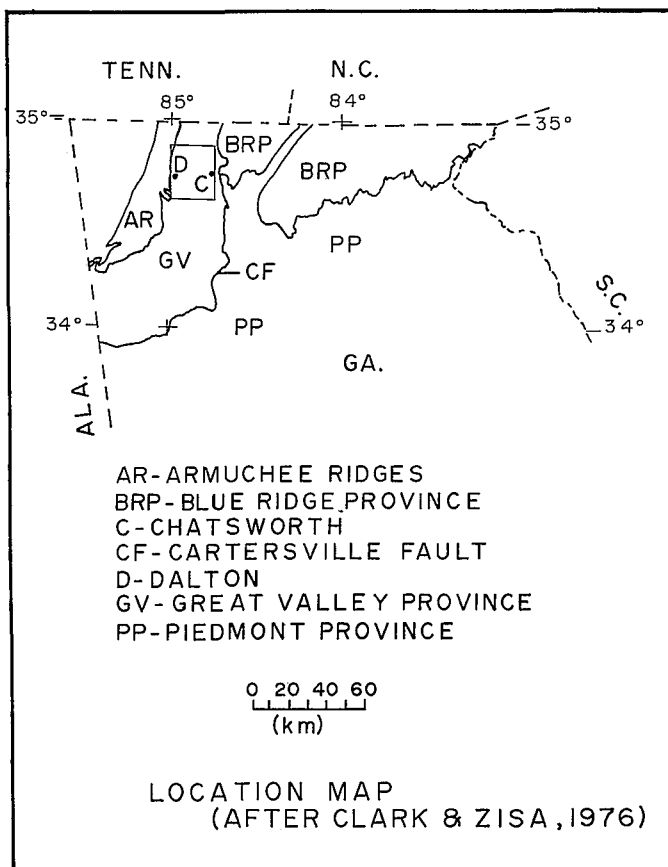 TENN. N.C.
85° 84°
35° 35°
BRP
D BRP
C
AR
PP
GV CF
S.C.
34° PP 34°
GA.
ALA.
AR-ARMUCHEE RIDGES
BRP-BLUE RIDGE PROVINCE
C-CHATSWORTH
CF-CARTERSVILLE FAULT
D-DALTON
GV-GREAT VALLEY PROVINCE
PP-PIEDMONT PROVINCE
0 20 40 60
(km)
LOCATION MAP
(AFTER CLARK & ZISA, 1976)